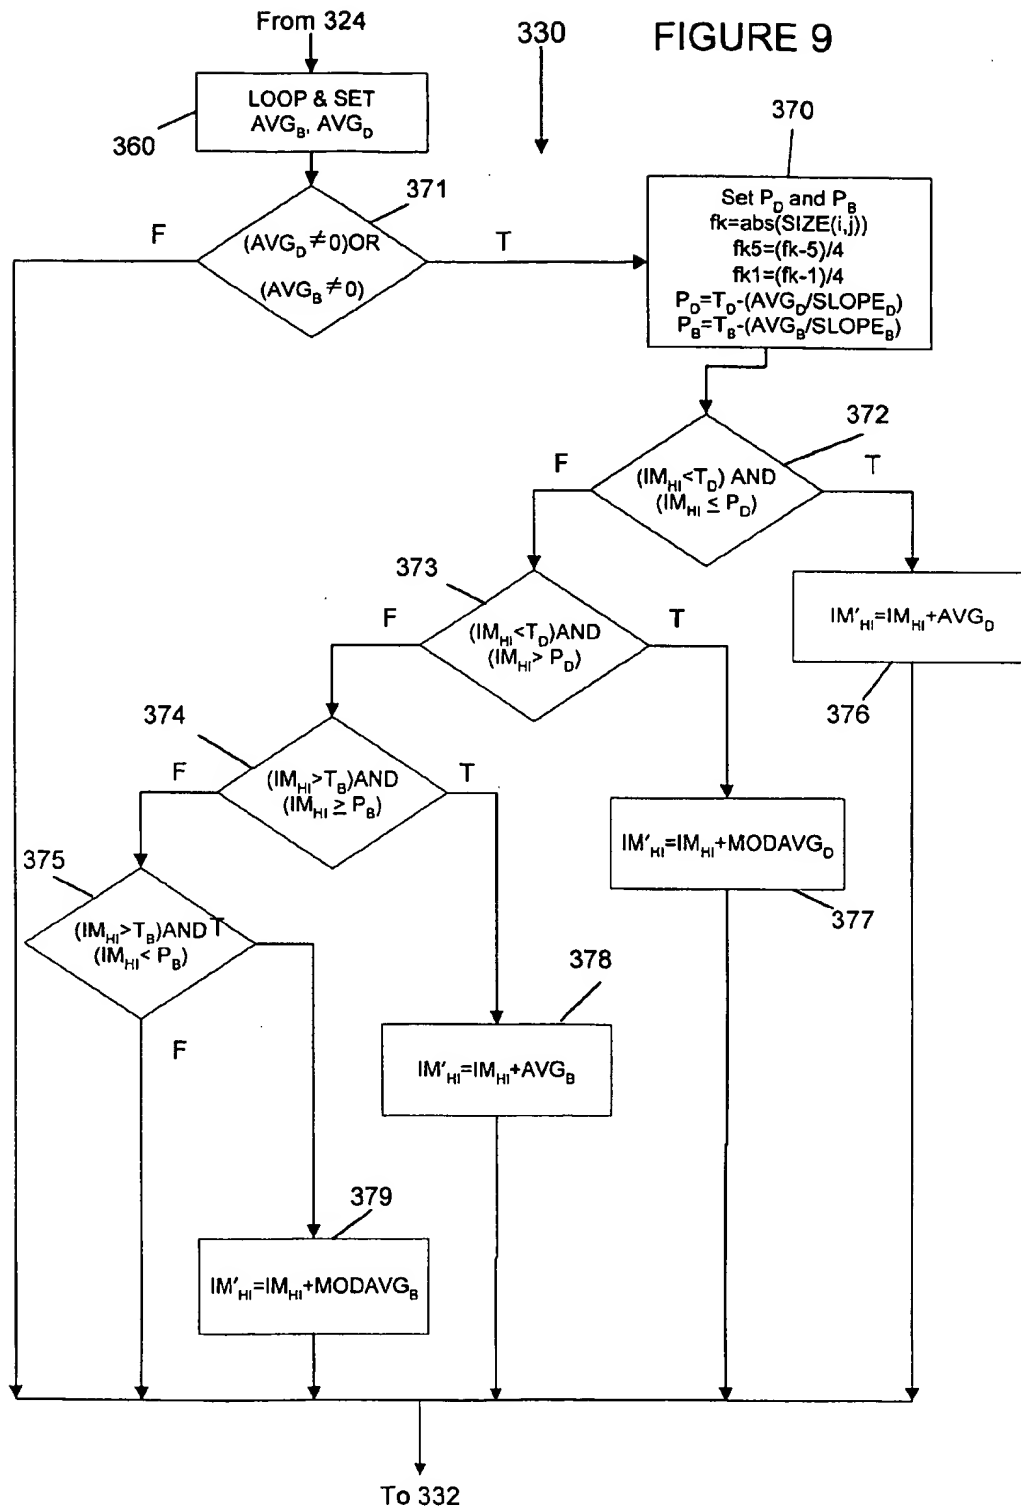 From 324
330
FIGURE 9
LOOP & SET
AVG_B, AVG_D
360
370
371
Set P_D and P_B
fk=abs(SIZE(i,j))
fk5=(fk-5)/4
fk1=(fk-1)/4
P_D=T_D-(AVG_D/SLOPE_D)
P_B=T_B-(AVG_B/SLOPE_B)
F
(AVG_D≠0)OR
(AVG_B≠0)
T
372
F
(IM_HI<T_D) AND
(IM_HI ≤ P_D)
T
373
F
(IM_HI<T_D)AND
(IM_HI> P_D)
T
IM'_HI=IM_HI+AVG_D
376
374
F
(IM_HI>T_B)AND
(IM_HI ≥ P_B)
T
IM'_HI=IM_HI+MODAVG_D
377
375
(IM_HI>T_B)AND
(IM_HI< P_B)
T
F
378
IM'_HI=IM_HI+AVG_B
379
IM'_HI=IM_HI+MODAVG_B
To 332